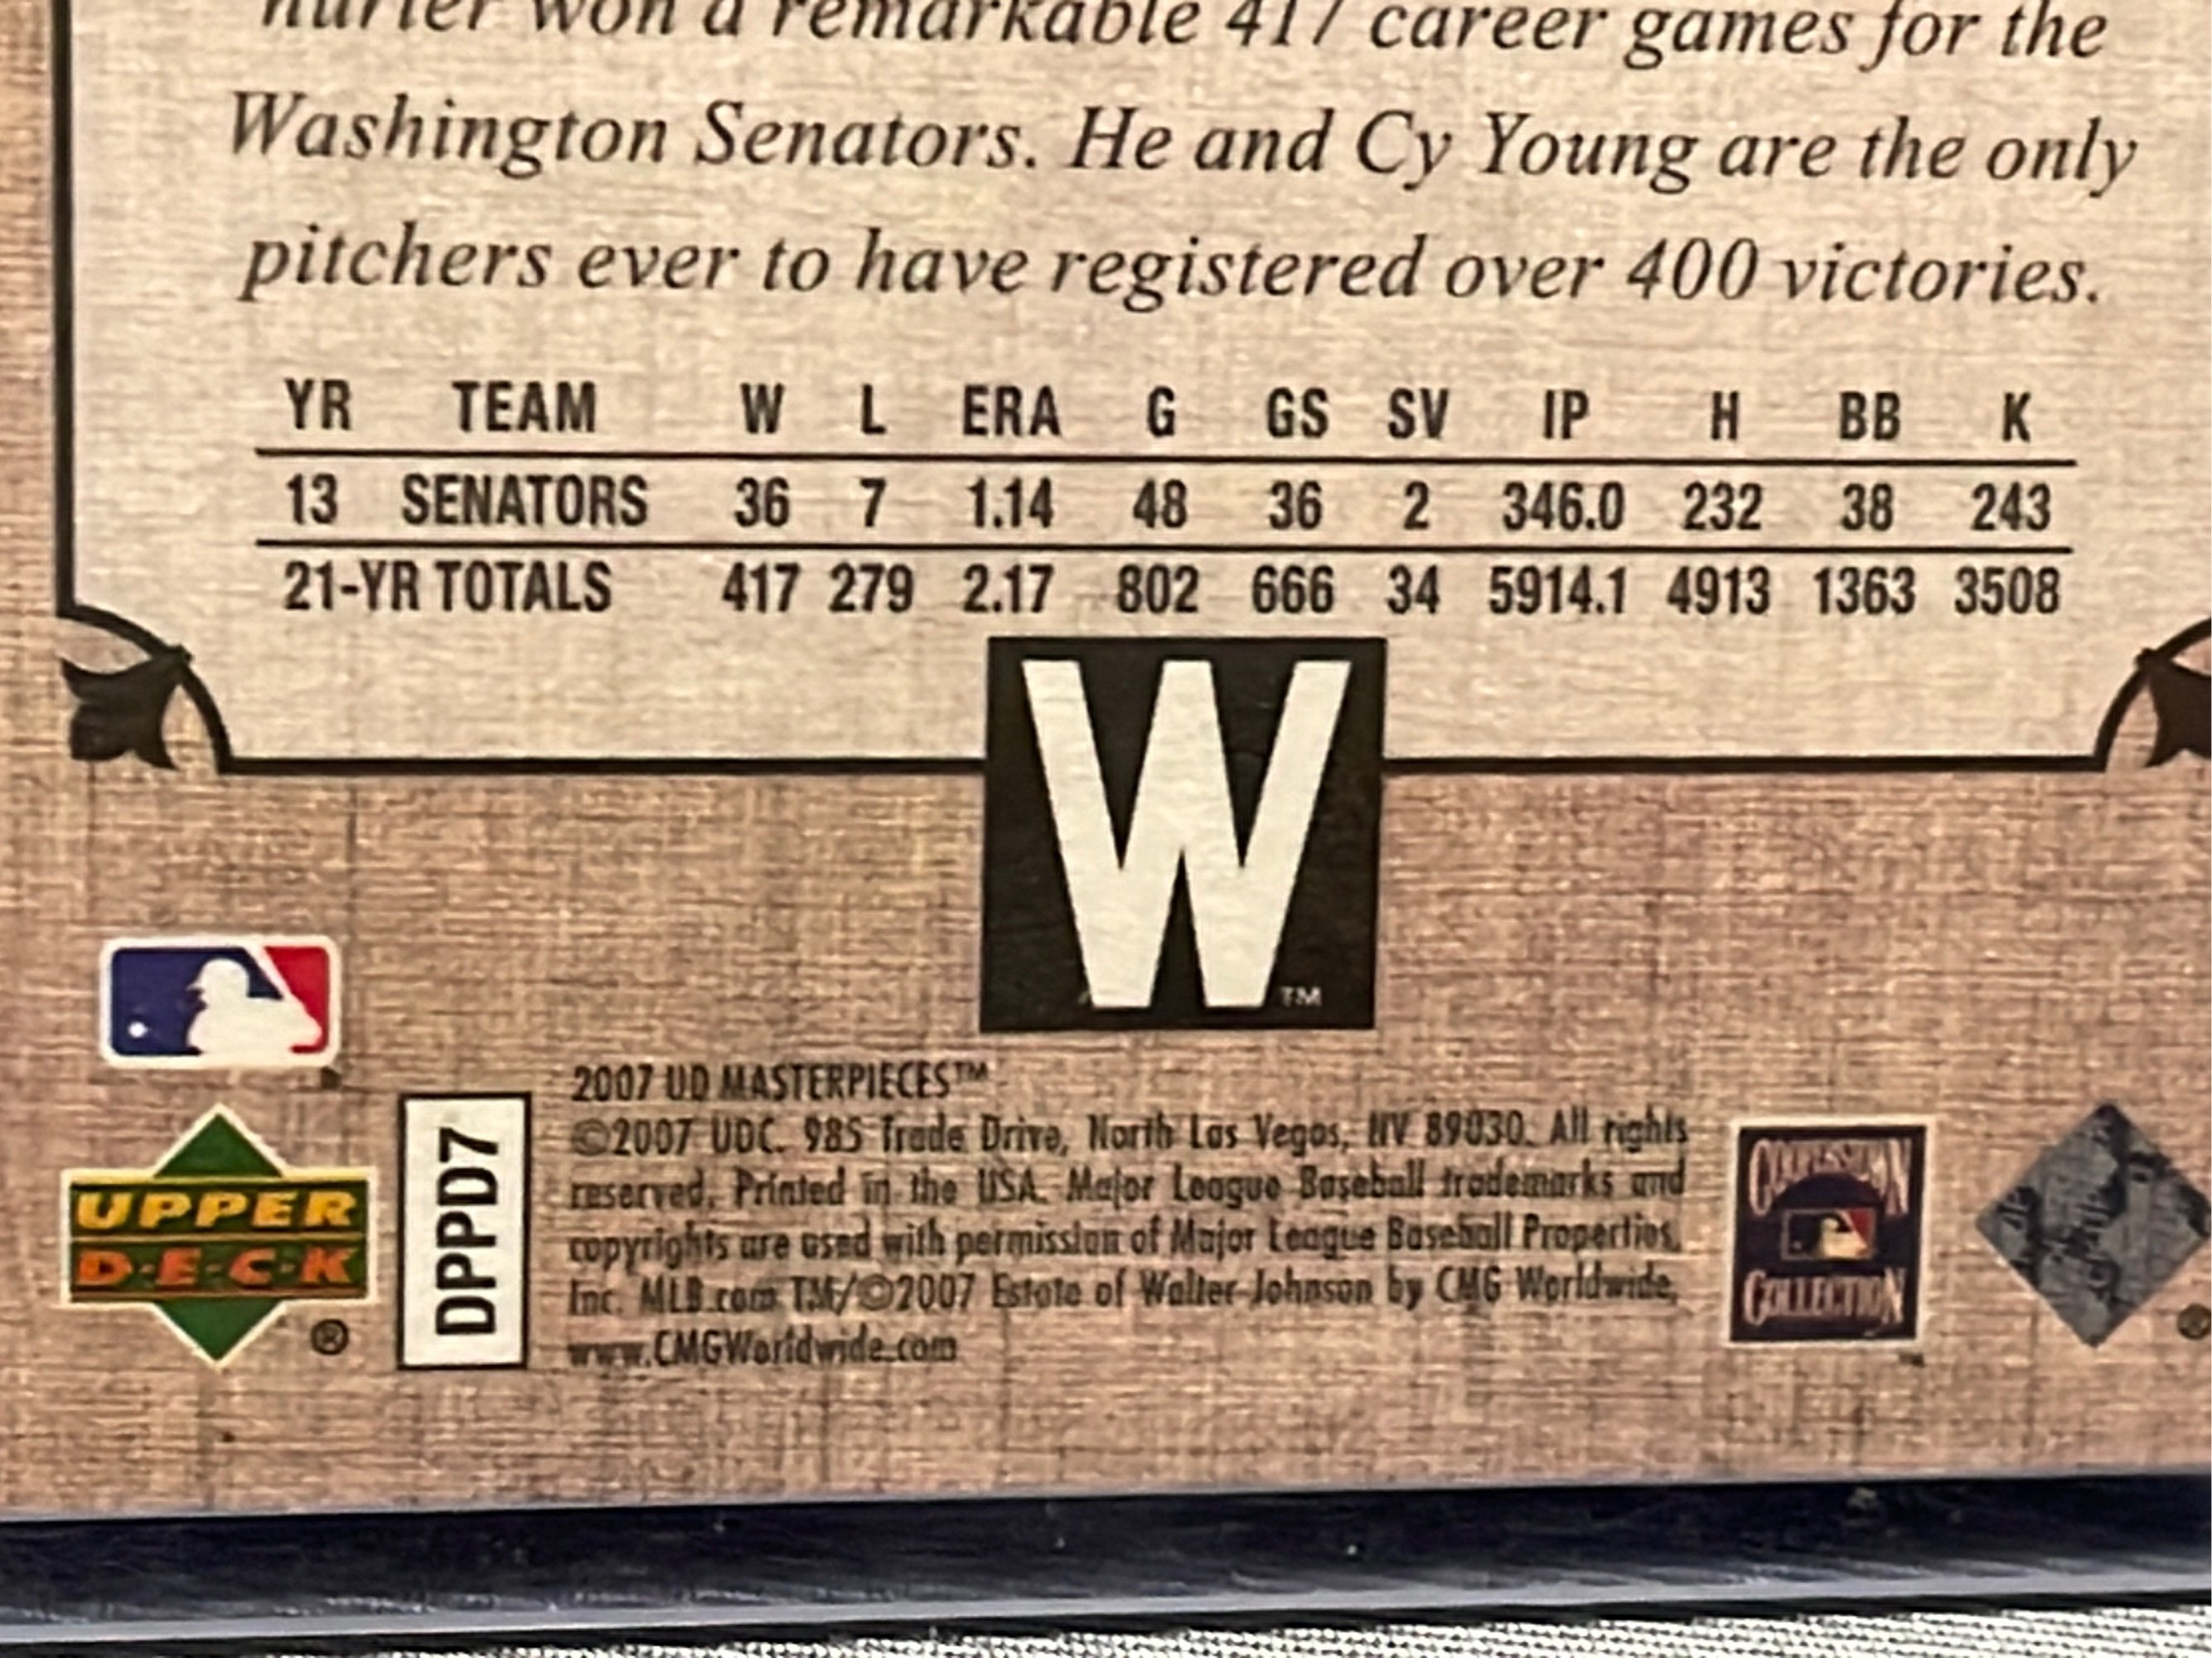 hurler won a remarkable 417 career games for the
Washington Senators. He and Cy Young are the only
pitchers ever to have registered over 400 victories.
YR TEAM W L ERA G GS SV IP H BB K
13 SENATORS 36 7 1.14 48 36 2 346.0 232 38 243
21-YR TOTALS 417 279 2.17 802 666 34 5914.1 4913 1363 3508
W
TM
2007 UD MASTERPIECES™
©2007 UDC. 985 Trade Drive, North Las Vegas, NV 89030. All rights
reserved. Printed in the USA. Major League Baseball trademarks and
copyrights are used with permission of Major League Baseball Properties,
Inc. MLB.com TM/©2007 Estate of Walter Johnson by CMG Worldwide,
www.CMGWorldwide.com
UPPER
D·E·C·K
®
DPPD7
COLLECTION